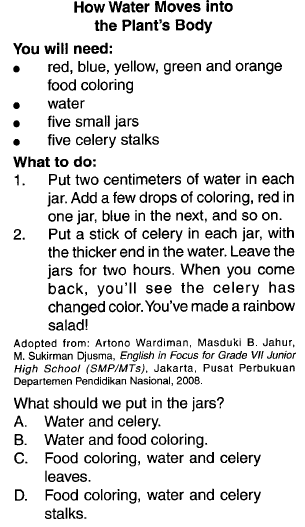 How Water Moves into
the Plant's Body
You will need:
● red, blue, yellow, green and orange
food coloring
● water
● five small jars
● five celery stalks
What to do:
1. Put two centimeters of water in each
jar. Add a few drops of coloring, red in
one jar, blue in the next, and so on.
2. Put a stick of celery in each jar, with
the thicker end in the water. Leave the
jars for two hours. When you come
back, you'll see the celery has
changed color. You've made a rainbow
salad!
Adopted from: Artono Wardiman, Masduki B. Jahur,
M. Sukirman Djusma, English in Focus for Grade VII Junior
High School (SMP/MTs), Jakarta, Pusat Perbukuan
Departemen Pendidikan Nasional, 2008.
What should we put in the jars?
A. Water and celery.
B. Water and food coloring.
C. Food coloring, water and celery
leaves.
D. Food coloring, water and celery
stalks.